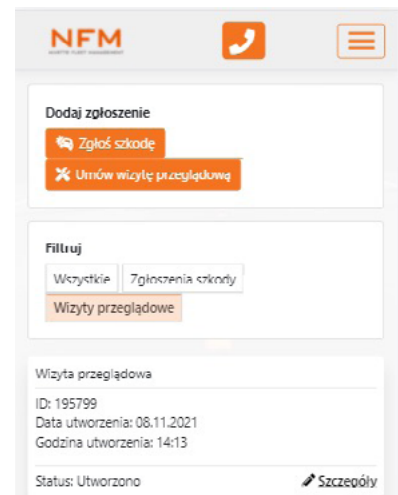 NFM
Dodaj zgłoszenie
Zgłoś szkodę
Umów wizytę przeglądową
Filtruj
Wszystkie Zgłoszenia szkody
Wizyty przeglądowe
Wizyta przeglądowa
ID: 195799
Data utworzenia: 08.11.2021
Godzina utworzenia: 14:13
Status: Utworzono Szczegóły